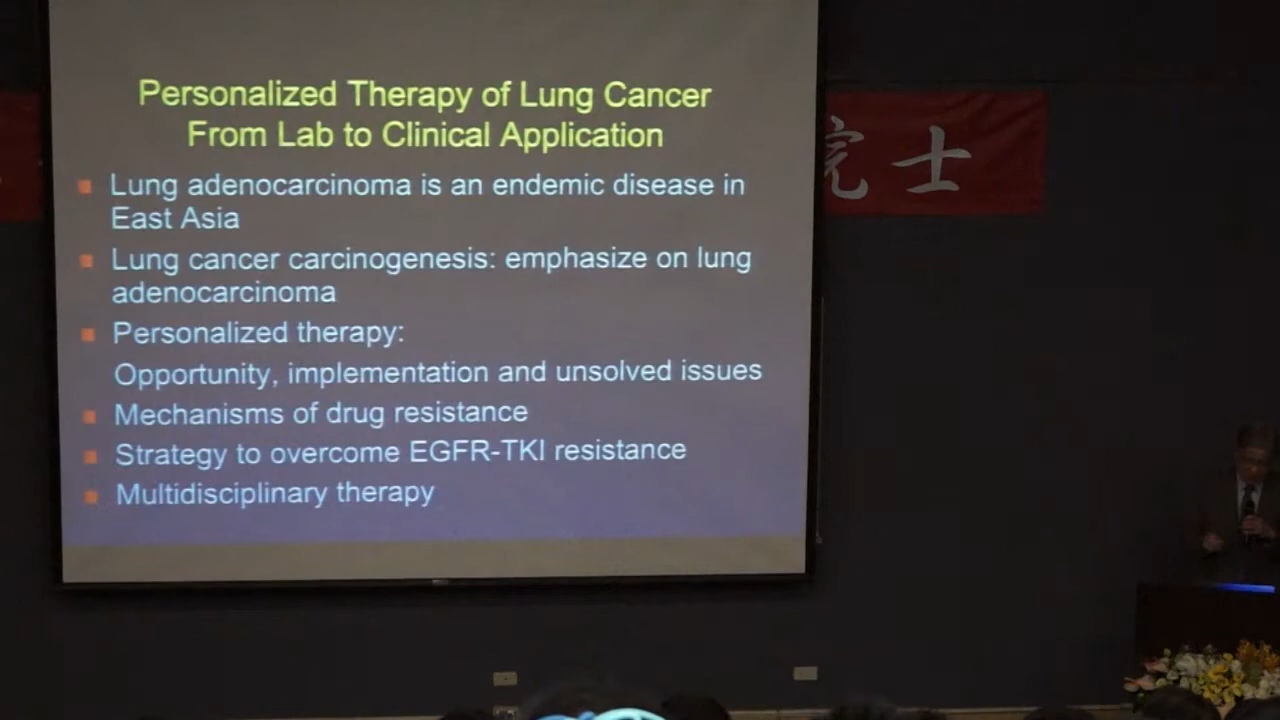 Personalized Therapy of Lung Cancer
From Lab to Clinical Application
Lung adenocarcinoma is an endemic disease in
East Asia
Lung cancer carcinogenesis: emphasize on lung
adenocarcinoma
Personalized therapy:
Opportunity, implementation and unsolved issues
Mechanisms of drug resistance
Strategy to overcome EGFR-TKI resistance
Multidisciplinary therapy
院士